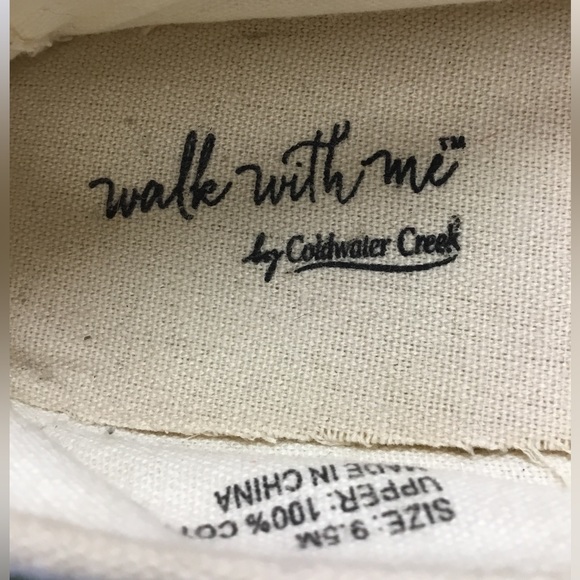 walk with me™
by Coldwater Creek
SIZE: 9.5M
UPPER: 100%
MADE IN CHINA